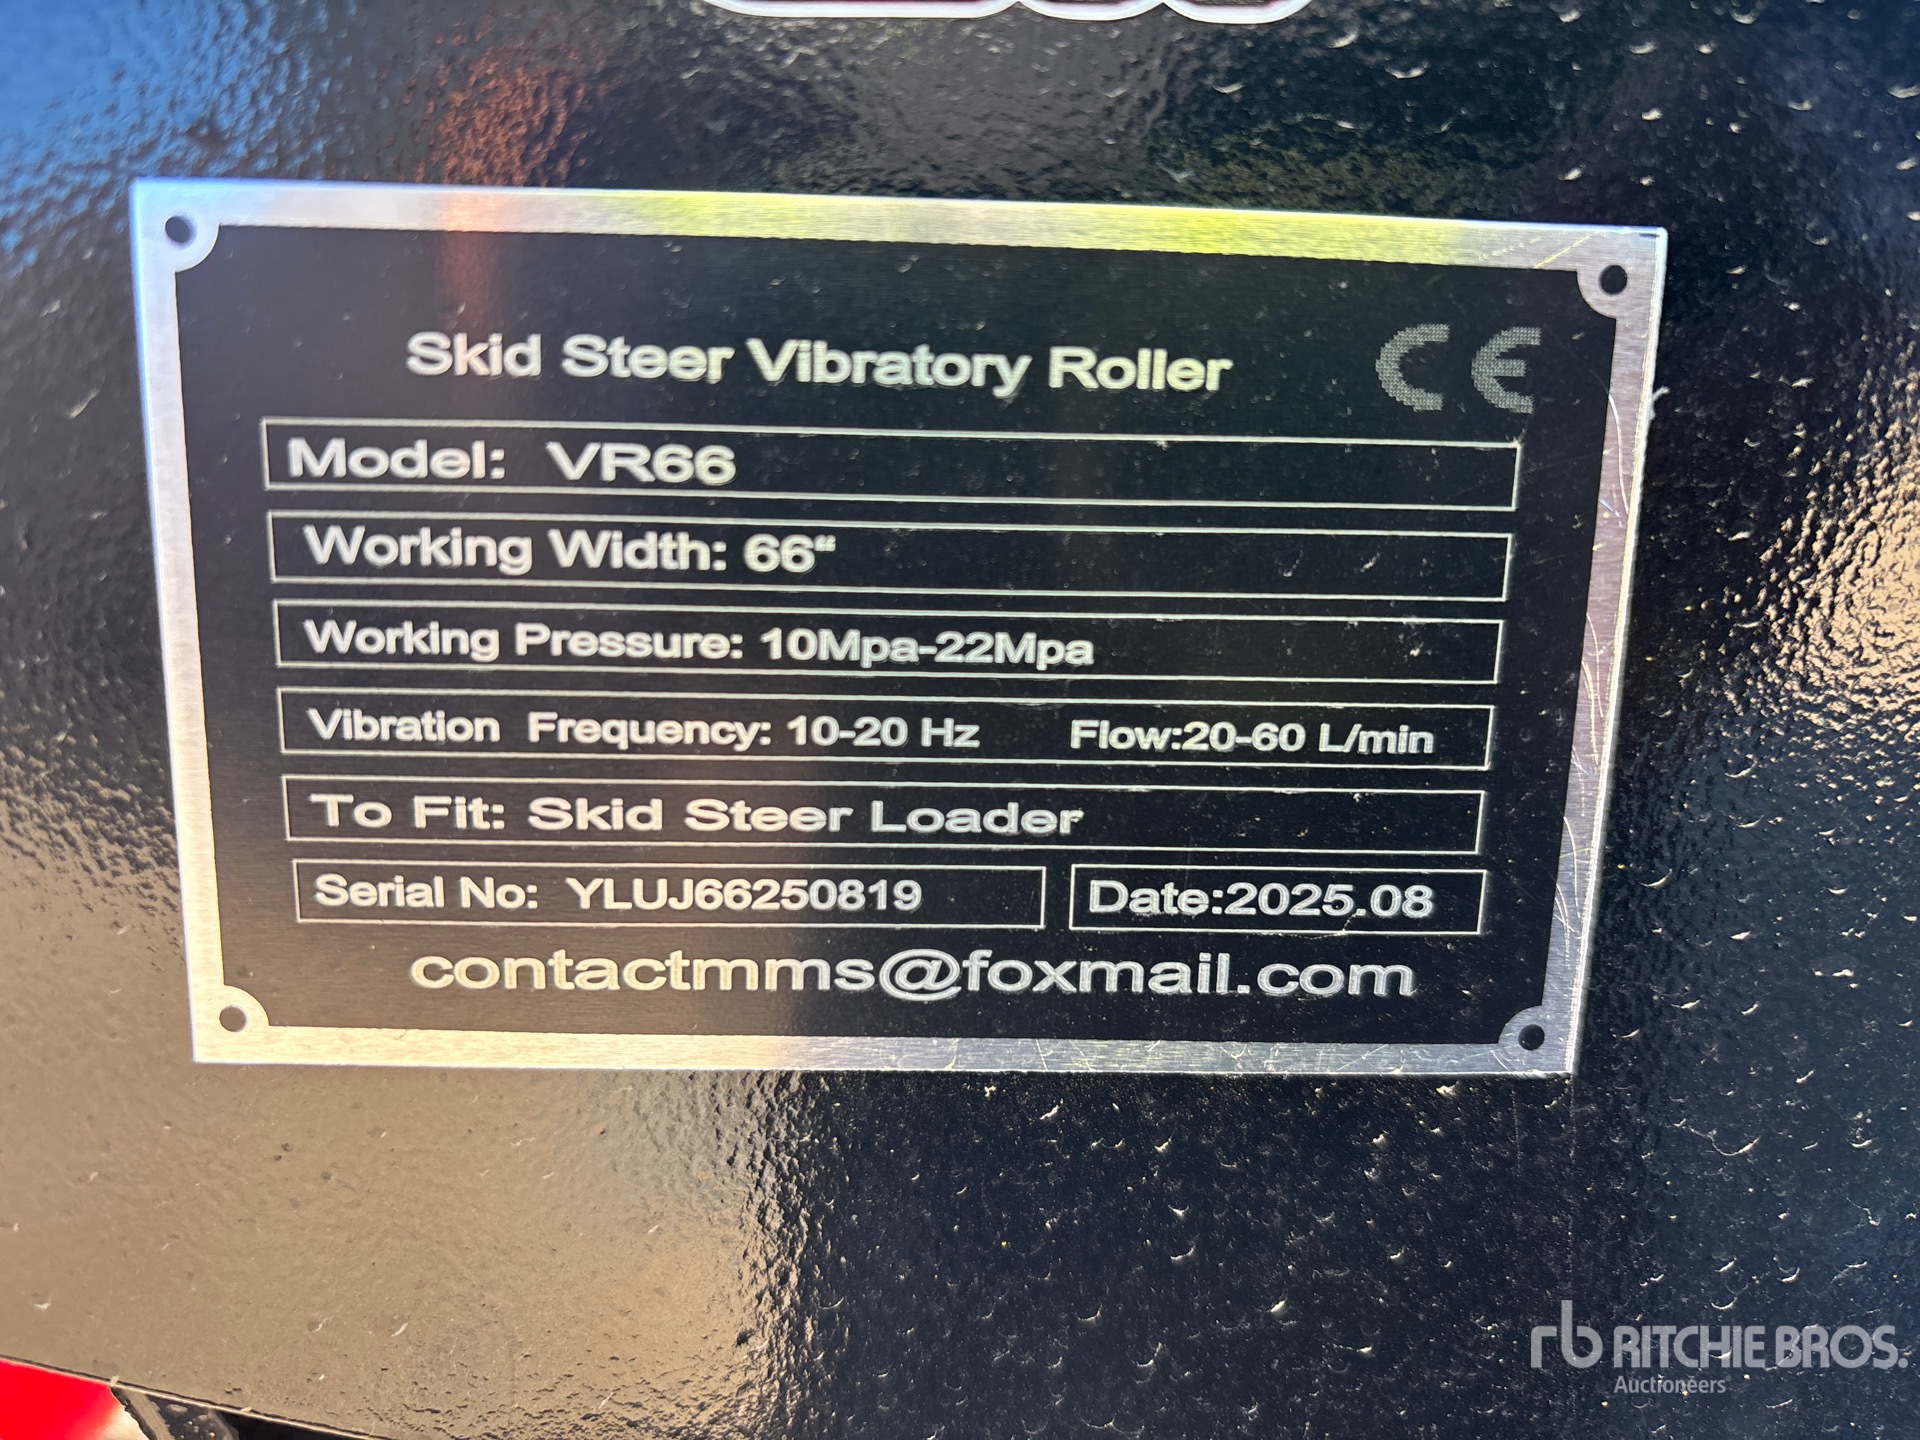 Skid Steer Vibratory Roller CE
Model: VR66
Working Width: 66“
Working Pressure: 10Mpa-22Mpa
Vibration Frequency: 10-20 Hz Flow:20-60 L/min
To Fit: Skid Steer Loader
Serial No: YLUJ66250819 Date:2025.08
contactmms@foxmail.com
rb RITCHIE BROS.
Auctioneers